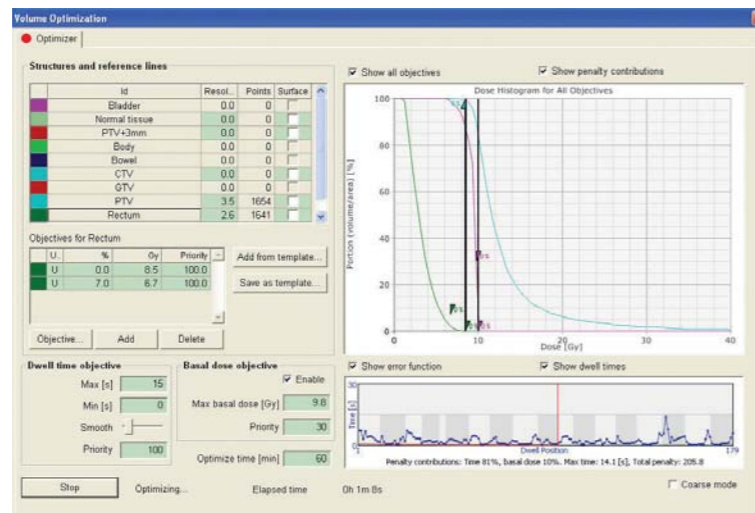 Volume Optimization
Optimizer
Structures and reference lines
Id Resol... Points Surface
Bladder 0.0 0
Normal tissue 0.0 0
PTV+3mm 0.0 0
Body 0.0 0
Bowel 0.0 0
CTV 0.0 0
GTV 0.0 0
PTV 3.5 1654
Rectum 2.6 1641
Objectives for Rectum
U.. % Gy Priority
U 0.0 8.5 100.0
U 7.0 6.7 100.0
Add from template...
Save as template...
Objective... Add Delete
Dwell time objective
Max [s] 15
Min [s] 0
Smooth
Priority 100
Basal dose objective
Enable
Max basal dose [Gy] 9.8
Priority 30
Optimize time [min] 60
Show all objectives Show penalty contributions
Dose Histogram for All Objectives
Portion (volume/area) [%]
100
80
60
40
20
0
0 10 20 30 40
Dose [Gy]
Show error function Show dwell times
Time [s]
30
1 Dwell Position 179
Penalty contributions: Time 81%, basal dose 10%. Max time: 14.1 [s], Total penalty: 205.8
Stop Optimizing... Elapsed time 0h 1m 8s Coarse mode